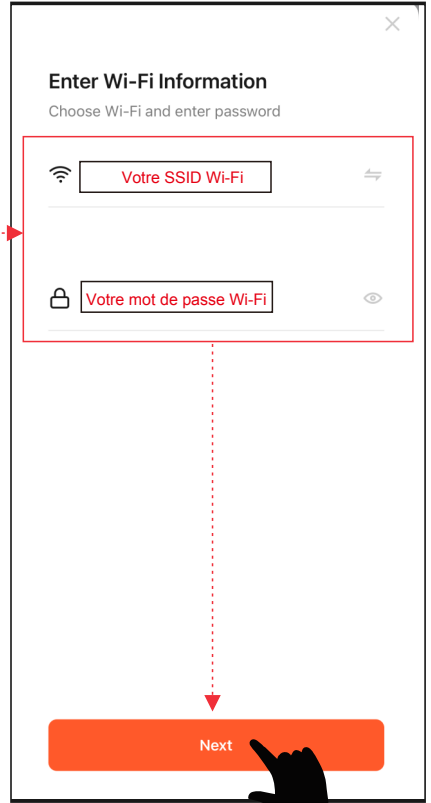 Enter Wi-Fi Information
Choose Wi-Fi and enter password
Votre SSID Wi-Fi
Votre mot de passe Wi-Fi
Next